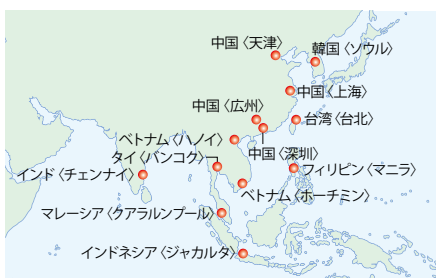 中国〈天津〉
韓国〈ソウル〉
中国〈上海〉
中国〈広州〉
台湾〈台北〉
ベトナム〈ハノイ〉
中国〈深圳〉
タイ〈バンコク〉
フィリピン〈マニラ〉
インド〈チェンナイ〉
ベトナム〈ホーチミン〉
マレーシア〈クアラルンプール〉
インドネシア〈ジャカルタ〉